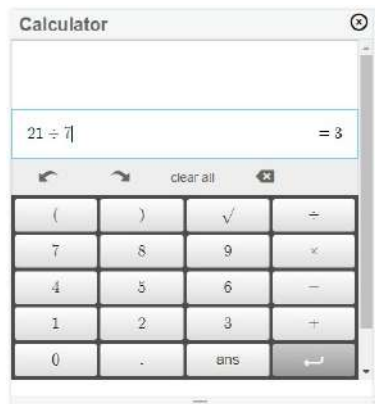 Calculator
21 ÷ 7 = 3
clear all
( ) √ ÷
7 8 9 ×
4 5 6 −
1 2 3 +
0 . ans